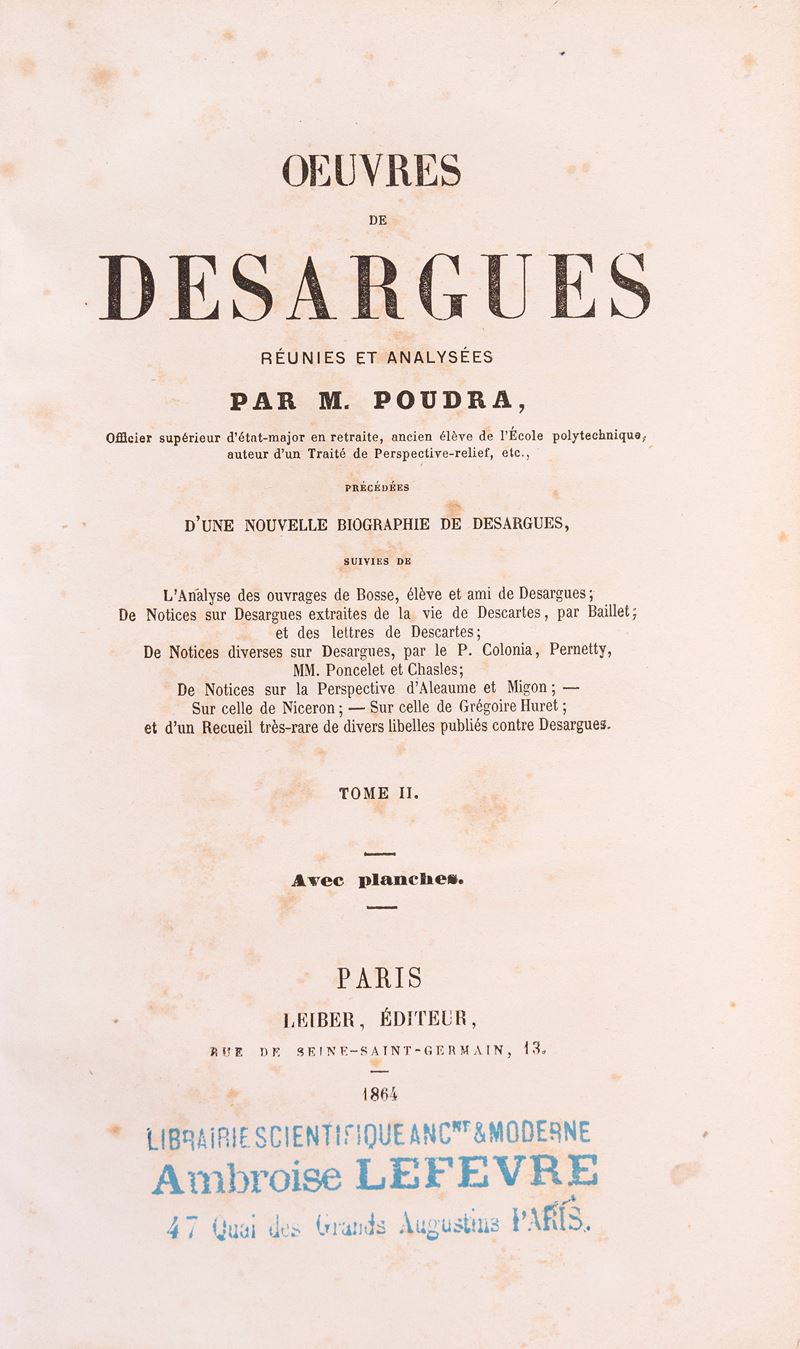 OEUVRES
DE
DESARGUES
RÉUNIES ET ANALYSÉES
PAR M. POUDRA,
Officier supérieur d'état-major en retraite, ancien élève de l'École polytechnique,
auteur d'un Traité de Perspective-relief, etc.,
PRÉCÉDÉES
D'UNE NOUVELLE BIOGRAPHIE DE DESARGUES,
SUIVIES DE
L'Analyse des ouvrages de Bosse, élève et ami de Desargues;
De Notices sur Desargues extraites de la vie de Descartes, par Baillet;
et des lettres de Descartes;
De Notices diverses sur Desargues, par le P. Colonia, Pernetty,
MM. Poncelet et Chasles;
De Notices sur la Perspective d'Aleaume et Migon; —
Sur celle de Niceron; — Sur celle de Grégoire Huret;
et d'un Recueil très-rare de divers libelles publiés contre Desargues.
TOME II.
Avec planches.
PARIS
LEIBER, ÉDITEUR,
RUE DE SEINE-SAINT-GERMAIN, 13.
1864
LIBRAIRIE SCIENTIFIQUE ANCNT & MODERNE
Ambroise LEFEVRE
47 Quai des Grands Augustins PARIS.